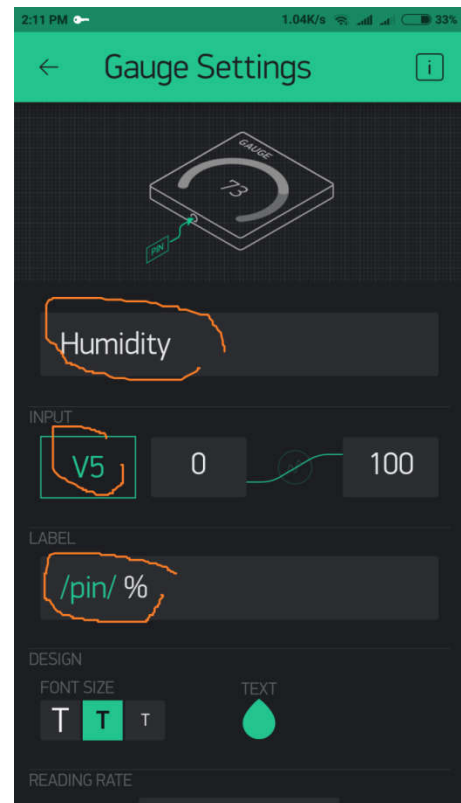 2:11 PM 1.04K/s 33%
Gauge Settings i
GAUGE
73
PIN
Humidity
INPUT
V5 0 100
LABEL
/pin/ %
DESIGN
FONT SIZE TEXT
T T T
READING RATE